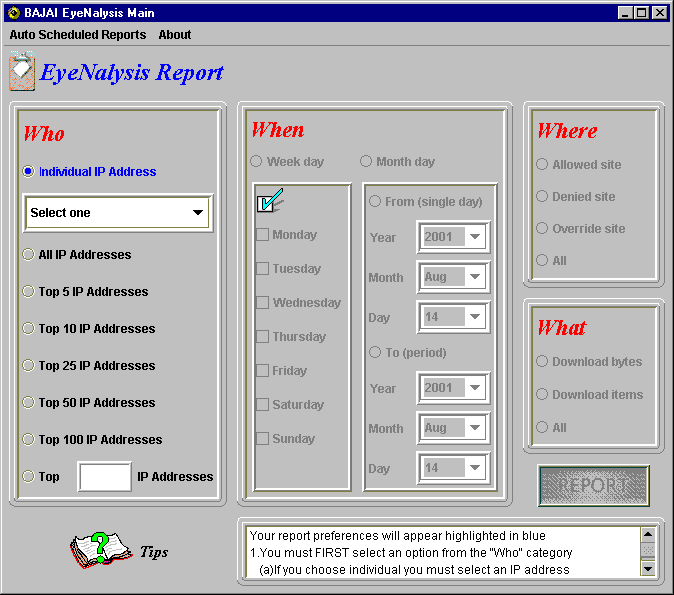 BAJAI EyeNalysis Main
Auto Scheduled Reports About
EyeNalysis Report
Who
Individual IP Address
Select one
All IP Addresses
Top 5 IP Addresses
Top 10 IP Addresses
Top 25 IP Addresses
Top 50 IP Addresses
Top 100 IP Addresses
Top IP Addresses
When
Week day Month day
Monday
Tuesday
Wednesday
Thursday
Friday
Saturday
Sunday
From (single day)
Year 2001
Month Aug
Day 14
To (period)
Year 2001
Month Aug
Day 14
Where
Allowed site
Denied site
Override site
All
What
Download bytes
Download items
All
REPORT
? Tips
Your report preferences will appear highlighted in blue
1.You must FIRST select an option from the "Who" category
(a)If you choose individual you must select an IP address